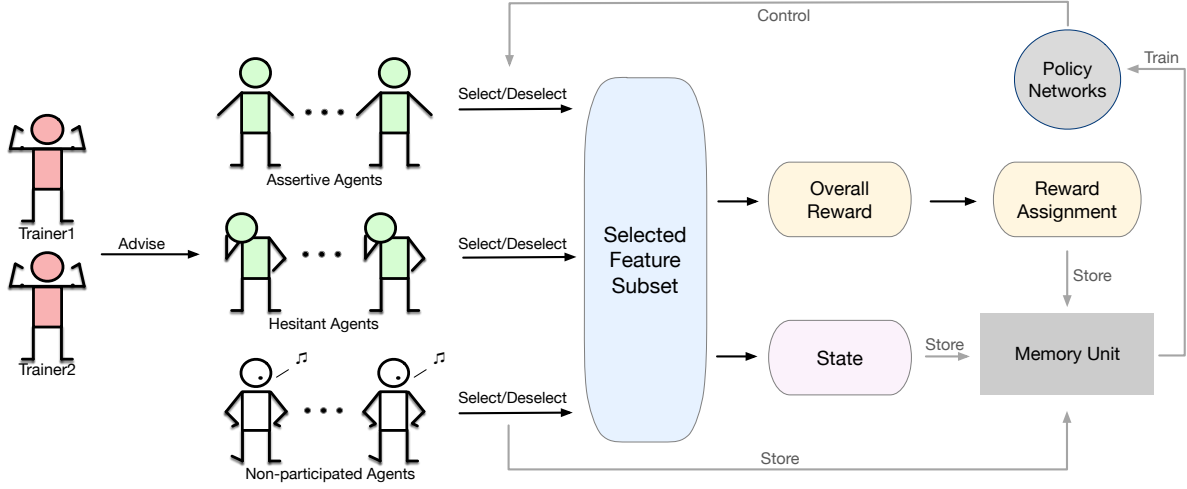 Control
Policy
Networks
Train
Select/Deselect
Assertive Agents
Trainer1
Advise
Trainer2
Select/Deselect
Hesitant Agents
Select/Deselect
Non-participated Agents
Selected
Feature
Subset
Overall
Reward
Reward
Assignment
Store
State
Store
Memory Unit
Store